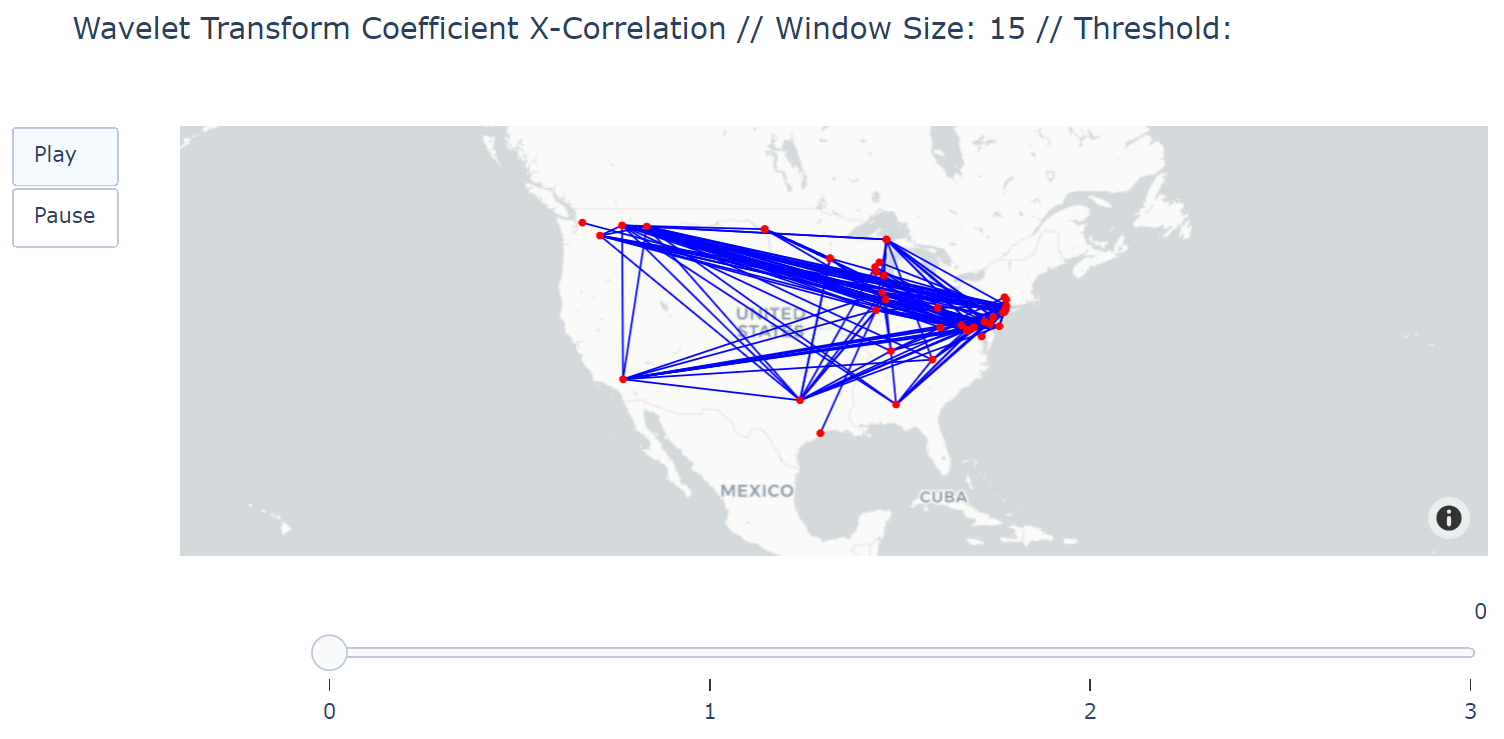 Wavelet Transform Coefficient X-Correlation // Window Size: 15 // Threshold:
Play
Pause
UNITED
STATES
MEXICO
CUBA
0
0 1 2 3